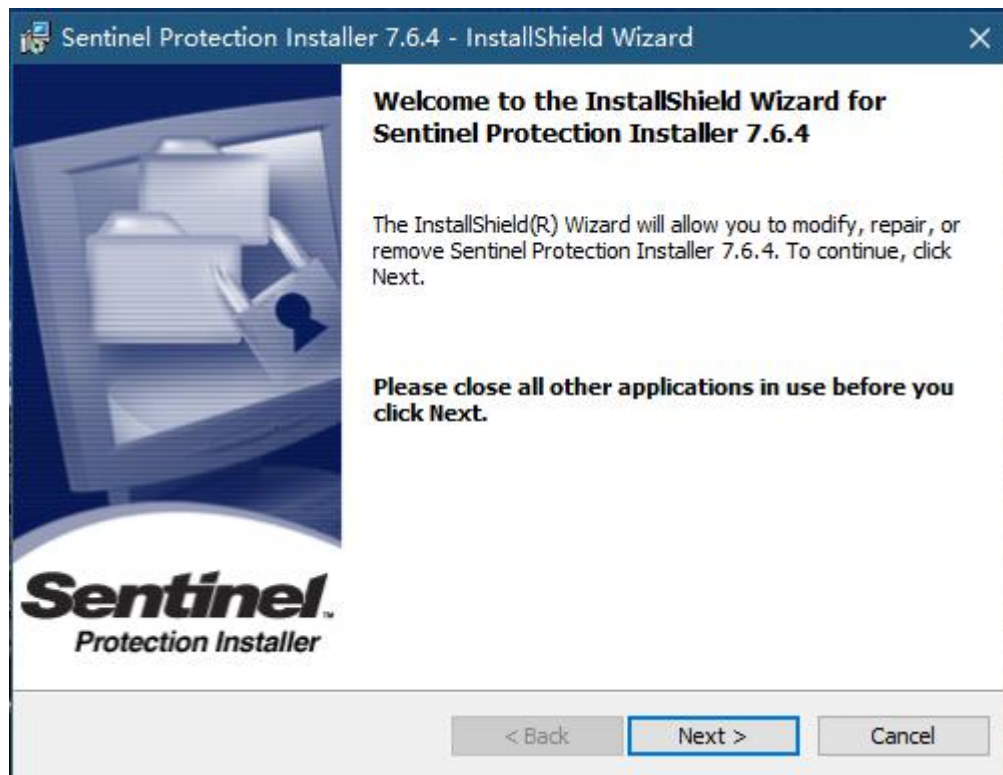 Sentinel Protection Installer 7.6.4 - InstallShield Wizard
Welcome to the InstallShield Wizard for
Sentinel Protection Installer 7.6.4
The InstallShield(R) Wizard will allow you to modify, repair, or
remove Sentinel Protection Installer 7.6.4. To continue, click
Next.
Please close all other applications in use before you
click Next.
Sentinel™
Protection Installer
< Back
Next >
Cancel